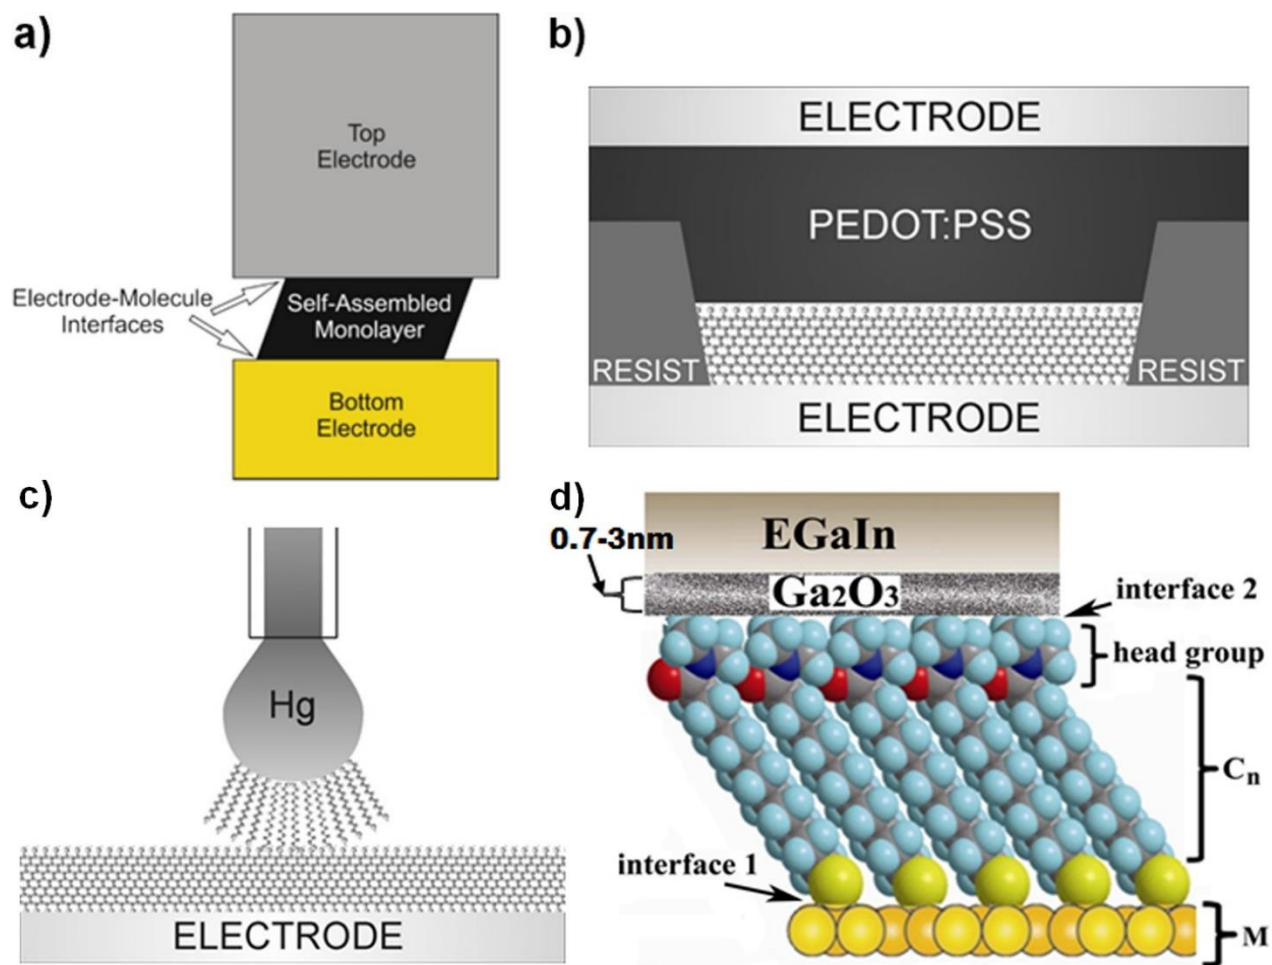 a)
Top
Electrode
Electrode-Molecule
Interfaces
Self-Assembled
Monolayer
Bottom
Electrode
b)
ELECTRODE
PEDOT:PSS
RESIST
RESIST
ELECTRODE
c)
Hg
ELECTRODE
d)
0.7-3nm
EGaIn
Ga₂O₃
interface 2
head group
Cₙ
interface 1
M